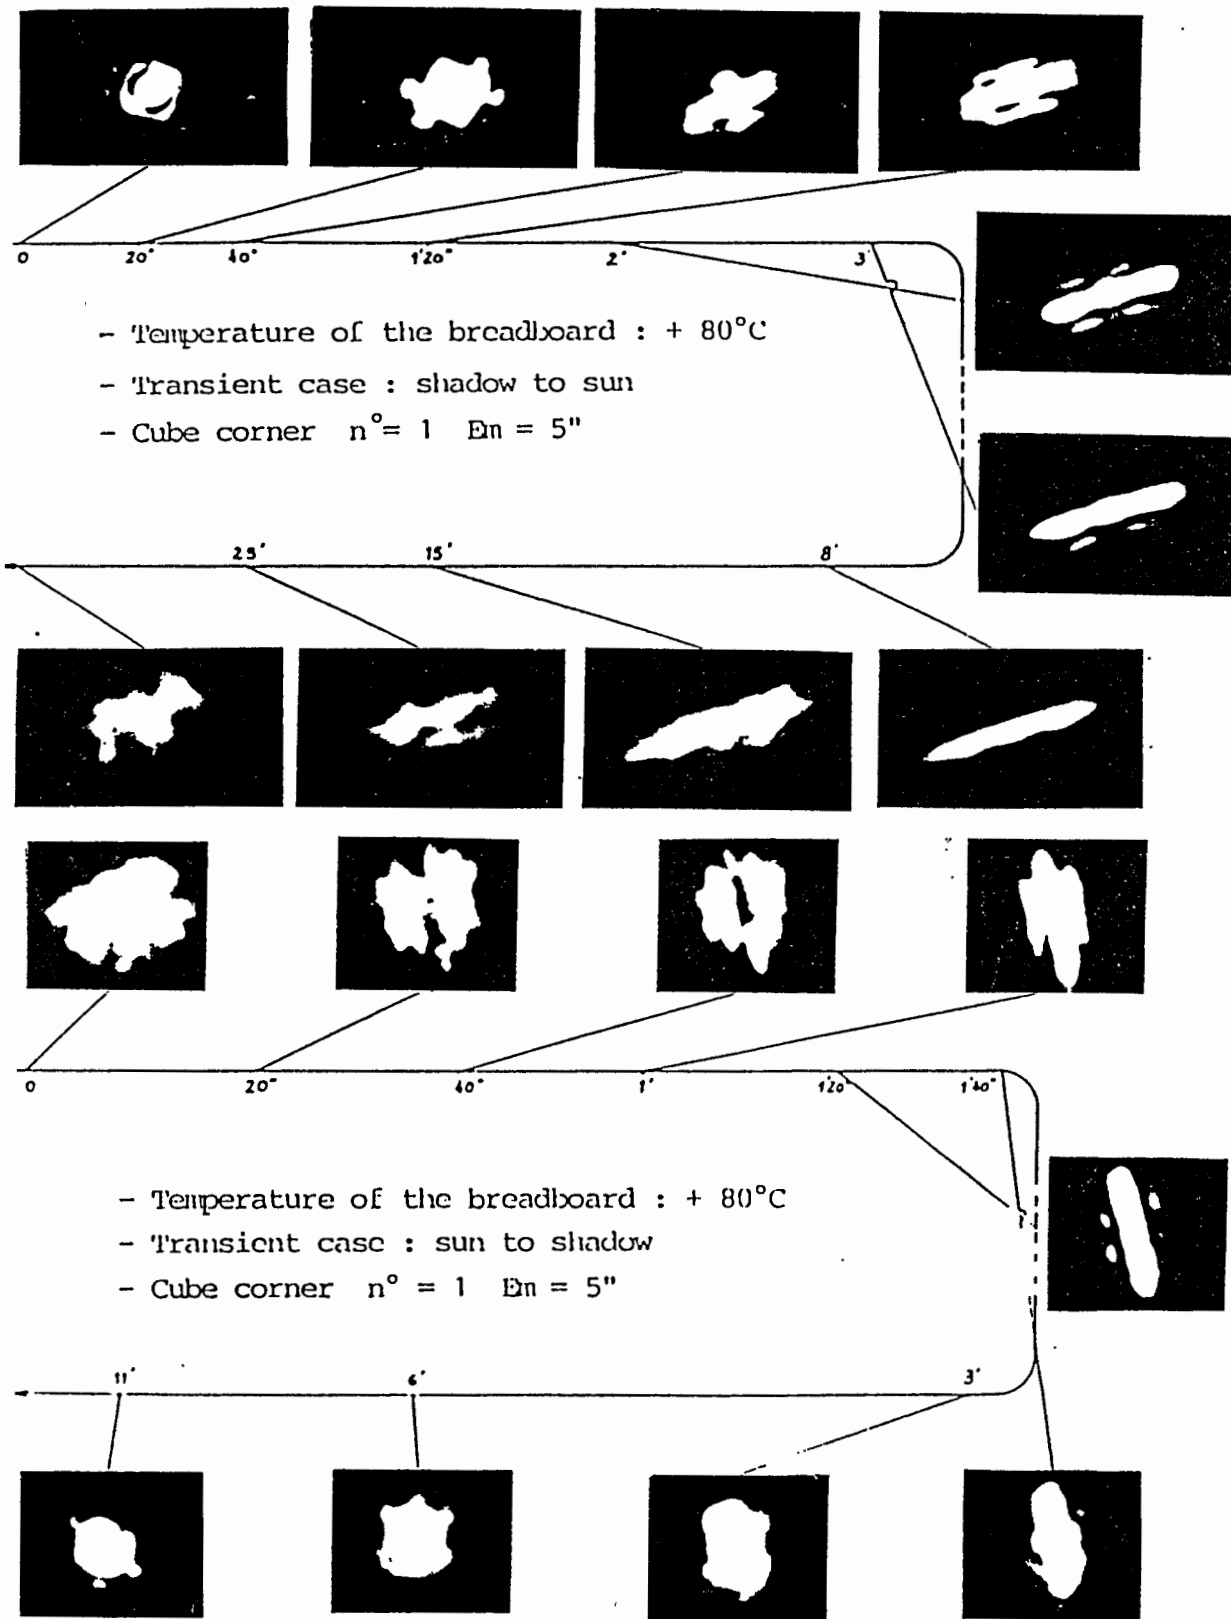 0 20" 40" 1'20" 2' 3'
- Temperature of the breadboard : + 80°C
- Transient case : shadow to sun
- Cube corner n°= 1 Em = 5"
25' 15' 8'
0 20" 40" 1' 1'20" 1'40"
- Temperature of the breadboard : + 80°C
- Transient case : sun to shadow
- Cube corner n° = 1 Em = 5"
11' 6' 3'